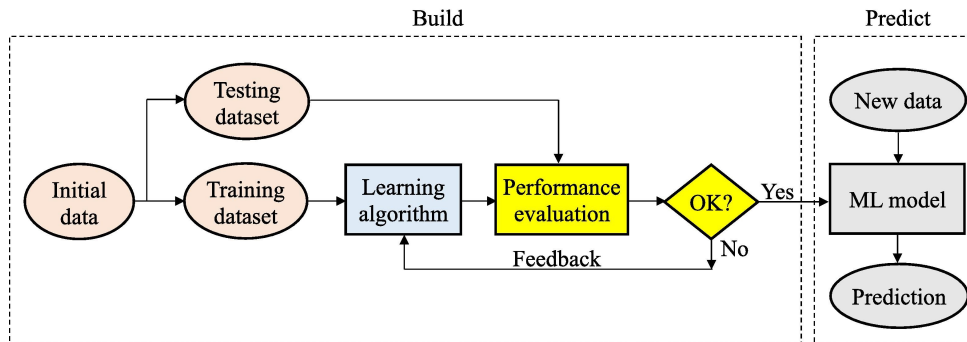 Build
Predict
Testing
dataset
New data
Initial
data
Training
dataset
Learning
algorithm
Performance
evaluation
OK?
Yes
ML model
No
Feedback
Prediction